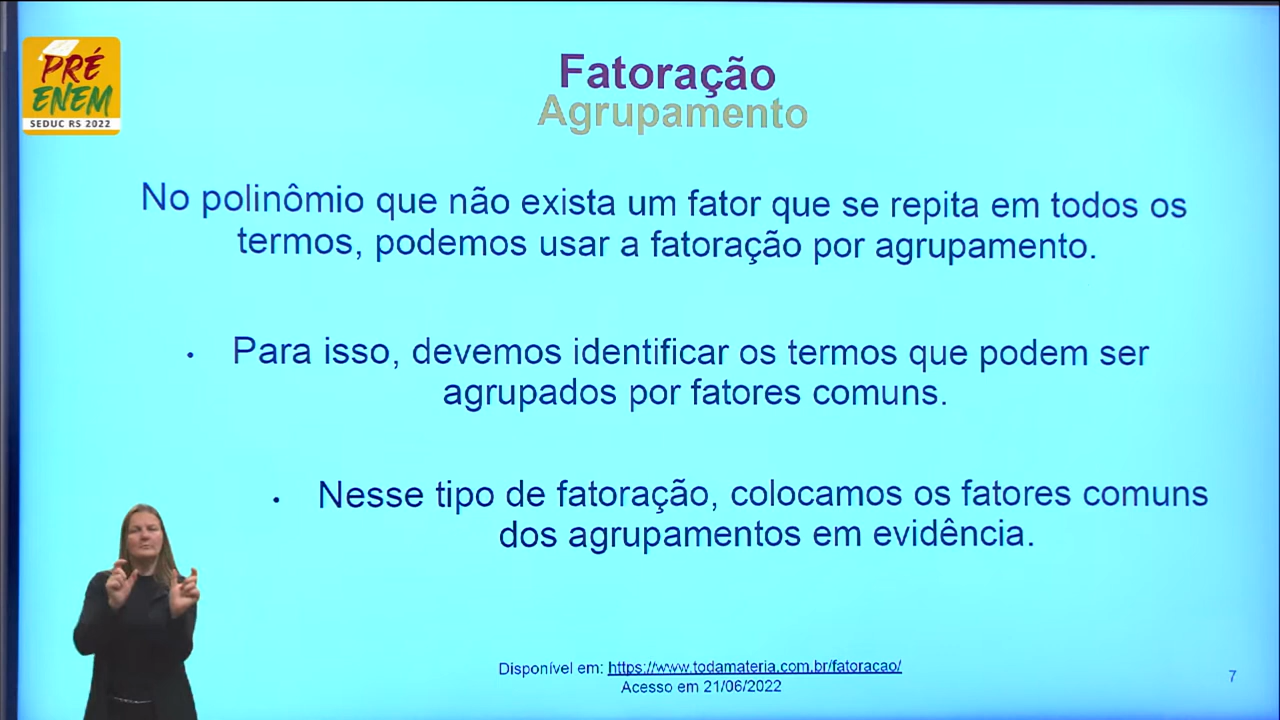 PRÉ
ENEM
SEDUC RS 2022
Fatoração
Agrupamento
No polinômio que não exista um fator que se repita em todos os
termos, podemos usar a fatoração por agrupamento.
• Para isso, devemos identificar os termos que podem ser
agrupados por fatores comuns.
• Nesse tipo de fatoração, colocamos os fatores comuns
dos agrupamentos em evidência.
Disponível em: https://www.todamateria.com.br/fatoracao/
Acesso em 21/06/2022
7